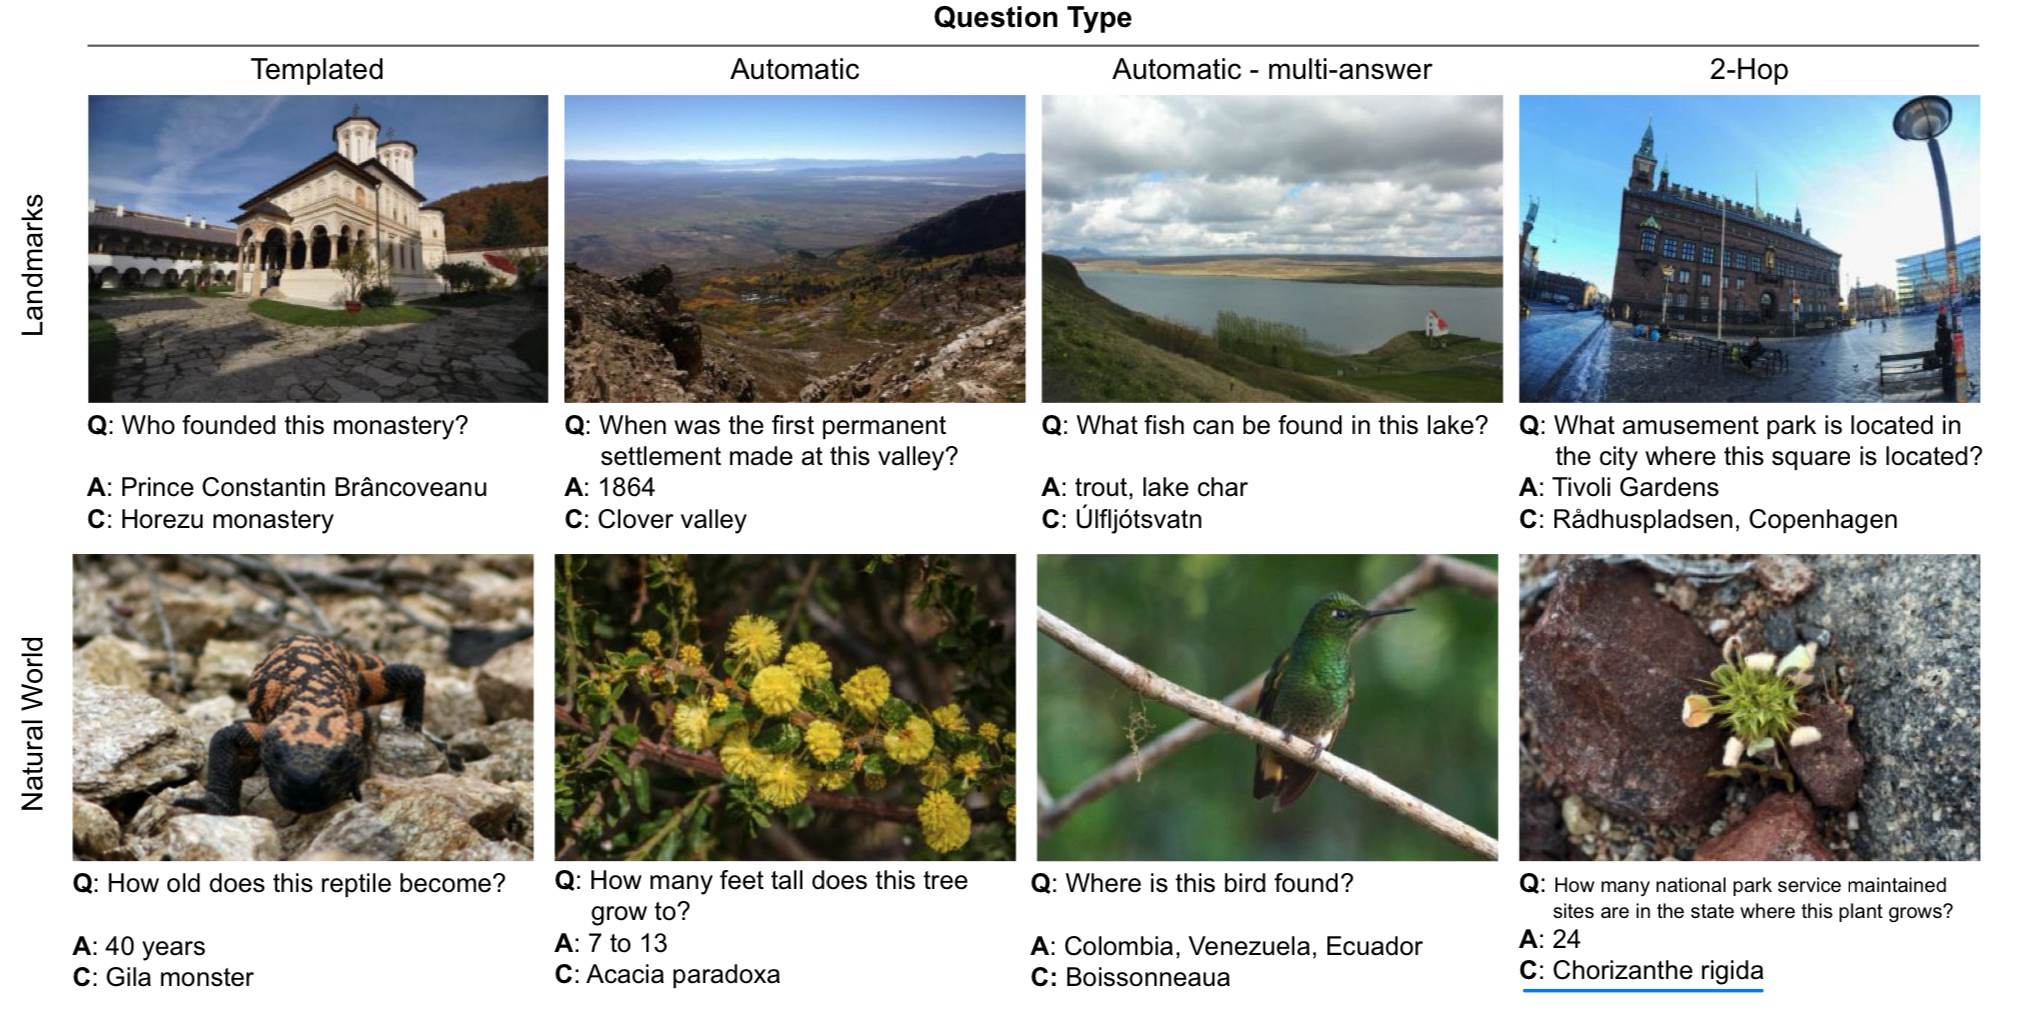 Question Type
Templated
Automatic
Automatic - multi-answer
2-Hop
Landmarks
Q: Who founded this monastery?
A: Prince Constantin Brâncoveanu
C: Horezu monastery
Q: When was the first permanent
settlement made at this valley?
A: 1864
C: Clover valley
Q: What fish can be found in this lake?
A: trout, lake char
C: Úlfljótsvatn
Q: What amusement park is located in
the city where this square is located?
A: Tivoli Gardens
C: Rådhuspladsen, Copenhagen
Natural World
Q: How old does this reptile become?
A: 40 years
C: Gila monster
Q: How many feet tall does this tree
grow to?
A: 7 to 13
C: Acacia paradoxa
Q: Where is this bird found?
A: Colombia, Venezuela, Ecuador
C: Boissonneaua
Q: How many national park service maintained
sites are in the state where this plant grows?
A: 24
C: Chorizanthe rigida